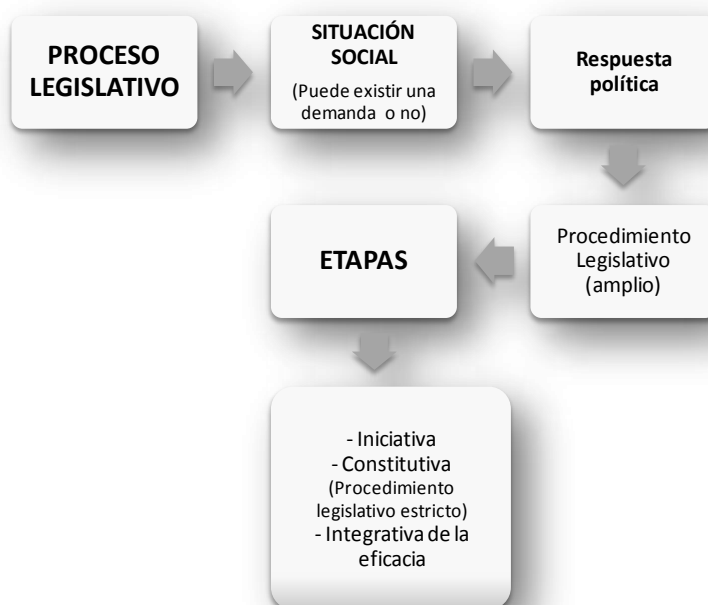 PROCESO
LEGISLATIVO
SITUACIÓN
SOCIAL
(Puede existir una
demanda o no)
Respuesta
política
Procedimiento
Legislativo
(amplio)
ETAPAS
- Iniciativa
- Constitutiva
(Procedimiento
legislativo estricto)
- Integrativa de la
eficacia